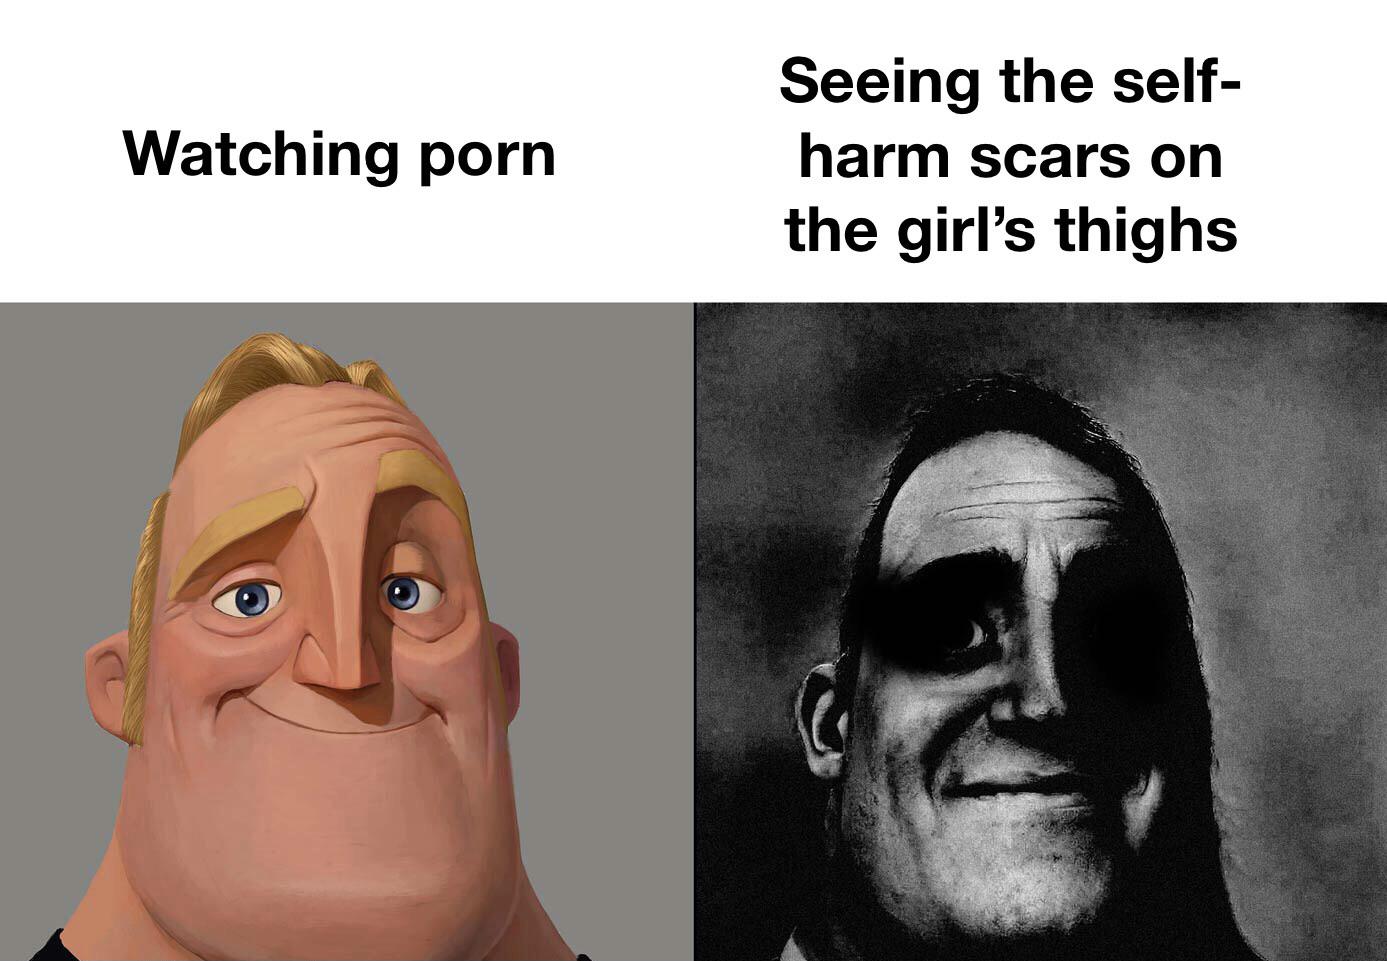 Watching porn
Seeing the self-
harm scars on
the girl’s thighs